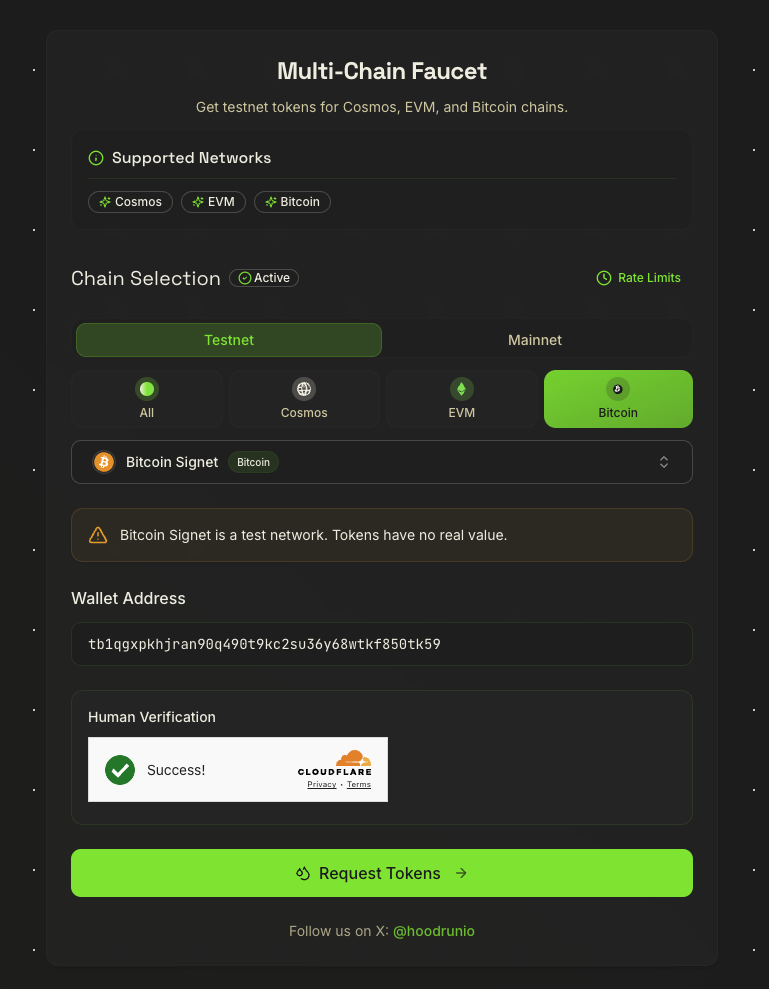 Multi-Chain Faucet
Get testnet tokens for Cosmos, EVM, and Bitcoin chains.
Supported Networks
Cosmos EVM Bitcoin
Chain Selection Active Rate Limits
Testnet Mainnet
All Cosmos EVM Bitcoin
Bitcoin Signet Bitcoin
Bitcoin Signet is a test network. Tokens have no real value.
Wallet Address
tb1qgxpkhjran90q490t9kc2su36y68wtkf850tk59
Human Verification
Success!
CLOUDFLARE
Privacy • Terms
Request Tokens
Follow us on X: @hoodrunio